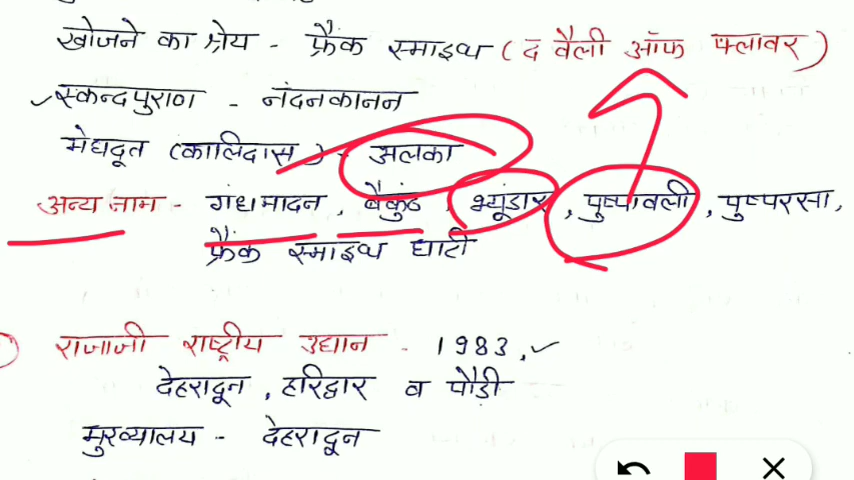 खोजने का श्रेय - फ्रैंक स्माइथ (द वैली ऑफ फ्लावर)
स्कन्दपुराण - नंदनकानन
मेघदूत (कालिदास) - अलका
अन्य नाम - गंधमादन, बैकुंठ, भ्यूंडार, पुष्पावली, पुष्परसा,
फ्रैंक स्माइथ घाटी
राजाजी राष्ट्रीय उद्यान - 1983,
देहरादून, हरिद्वार व पौड़ी
मुख्यालय - देहरादून